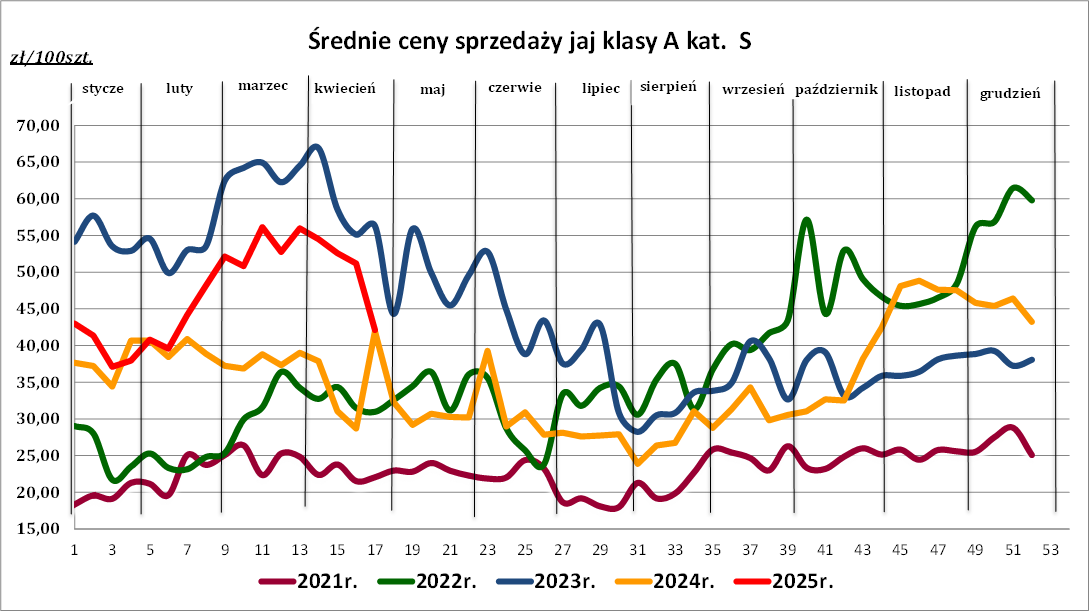 Średnie ceny sprzedaży jaj klasy A kat. S
zł/100szt.
stycze luty marzec kwiecień maj czerwie lipiec sierpień wrzesień październik listopad grudzień
70,00
65,00
60,00
55,00
50,00
45,00
40,00
35,00
30,00
25,00
20,00
15,00
1 3 5 7 9 11 13 15 17 19 21 23 25 27 29 31 33 35 37 39 41 43 45 47 49 51 53
2021r. 2022r. 2023r. 2024r. 2025r.